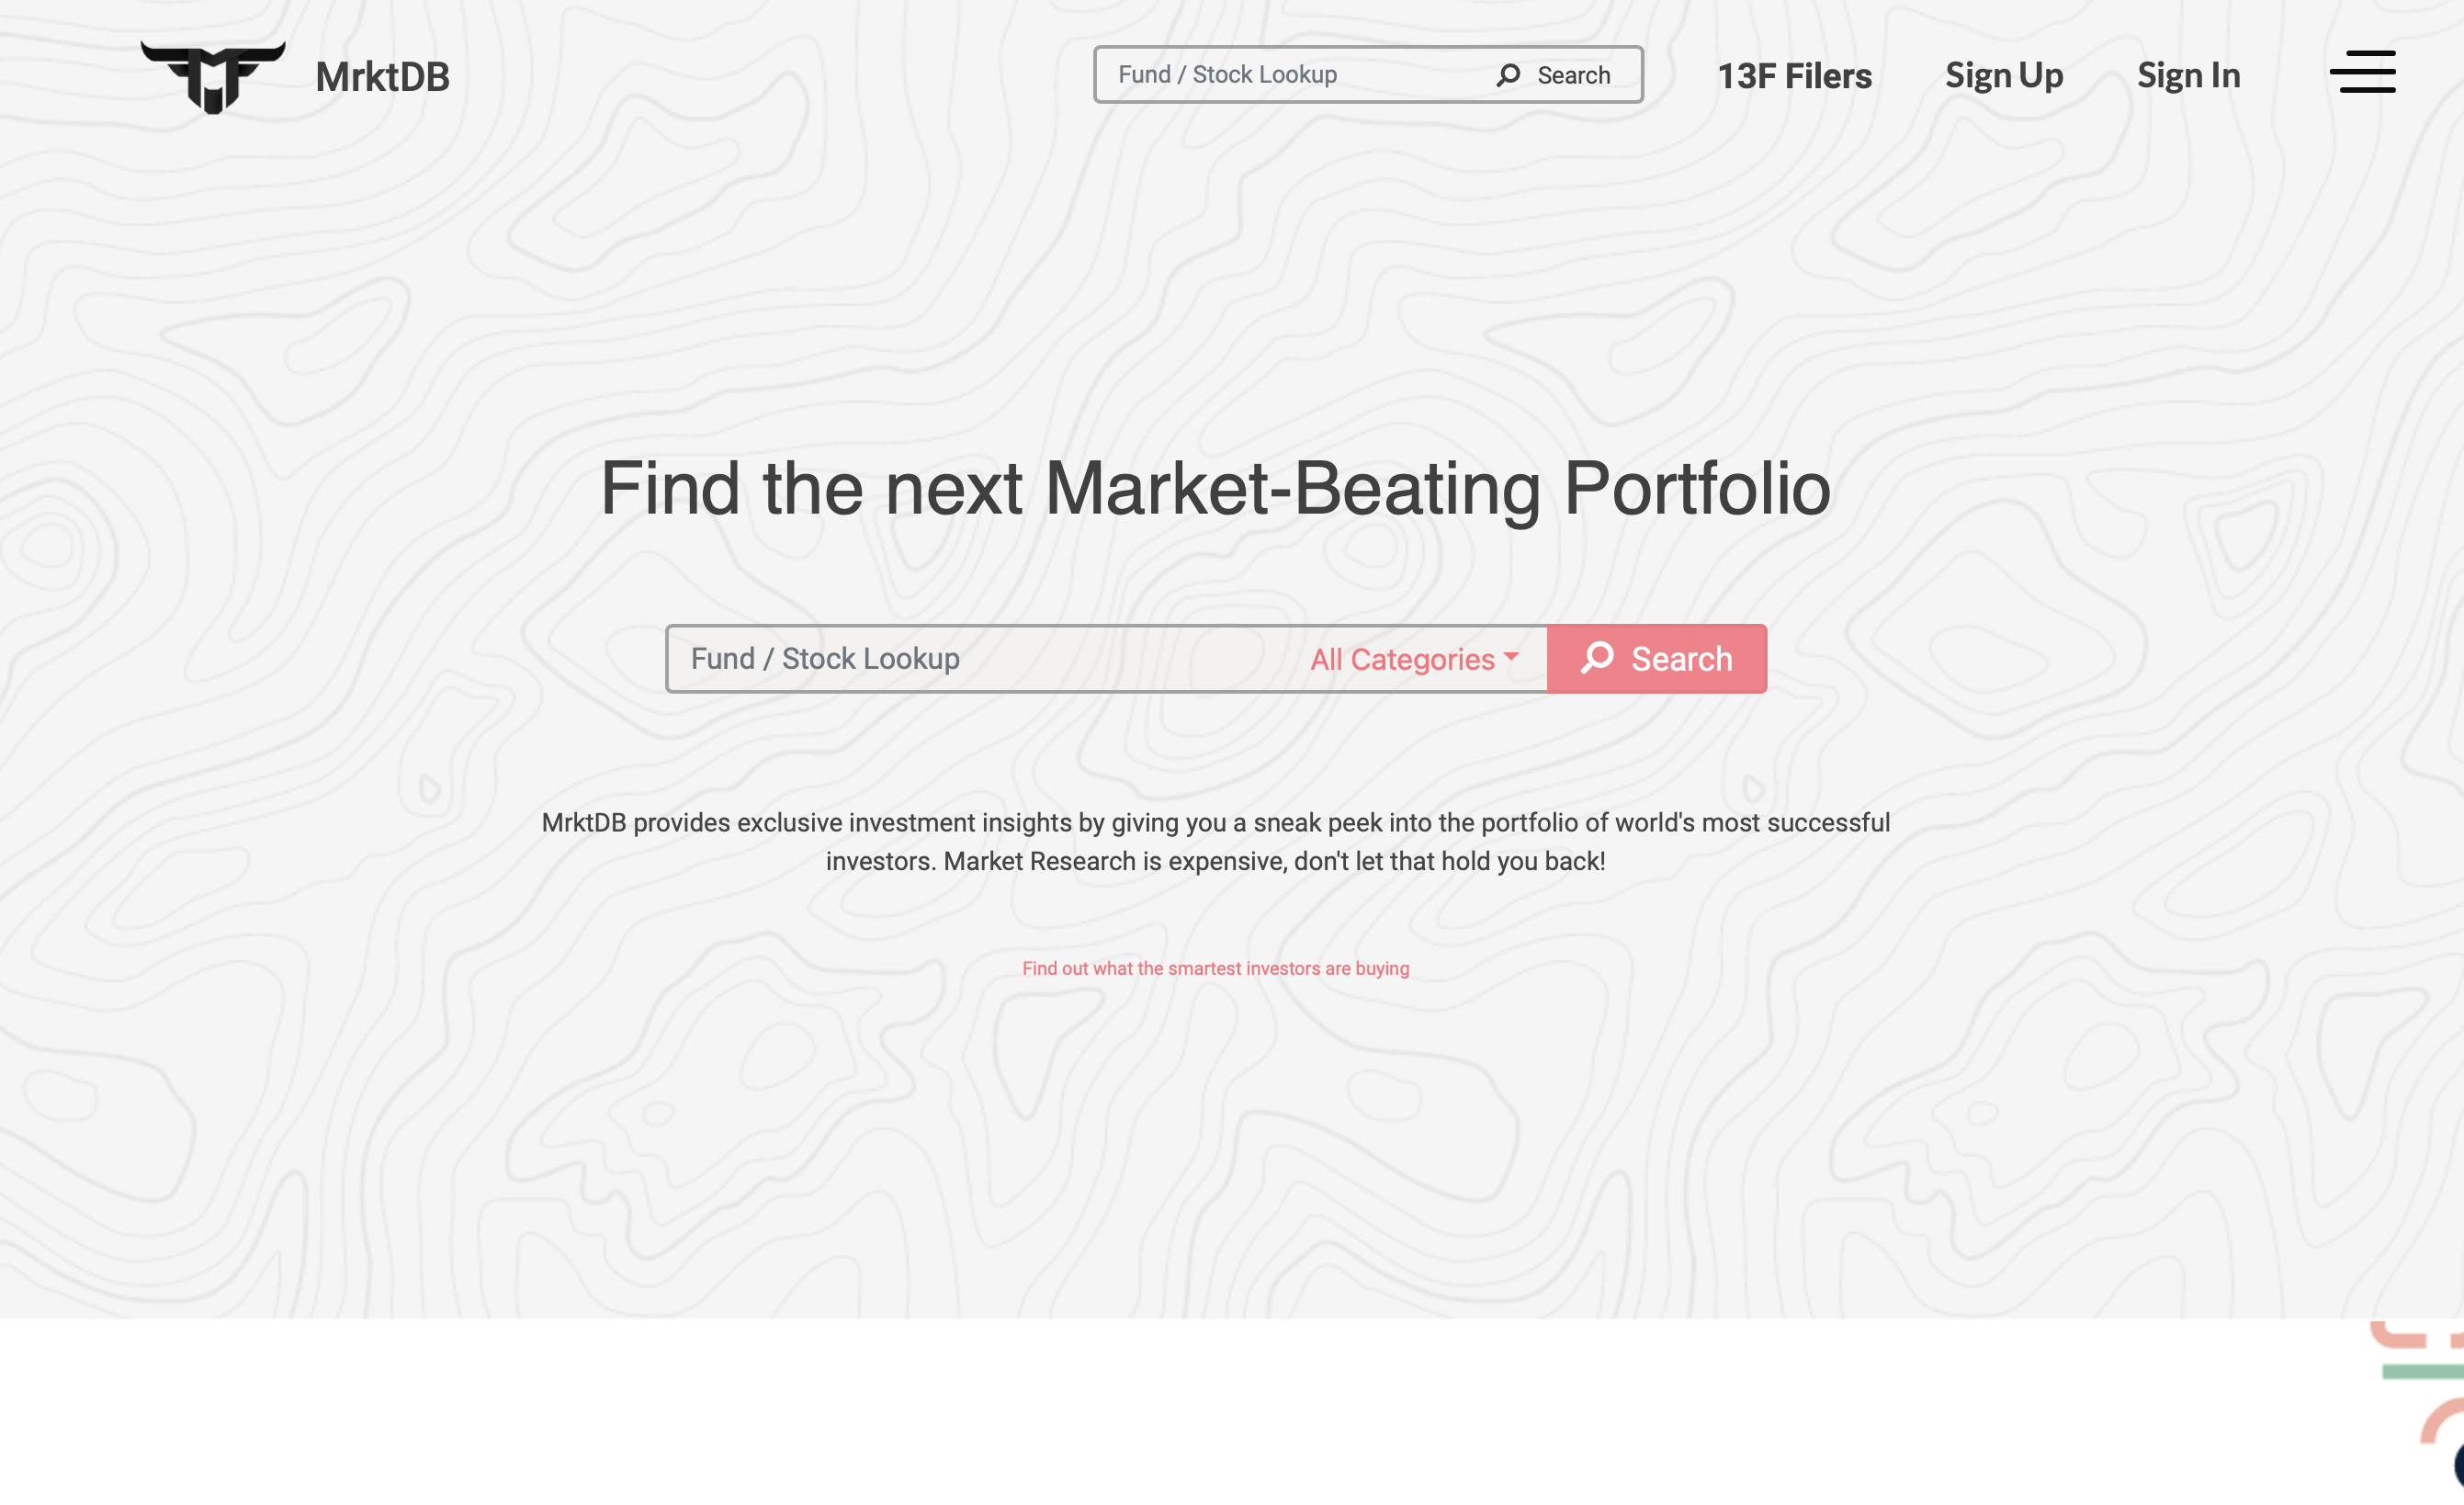 MrktDB
Fund / Stock Lookup Search
13F Filers
Sign Up
Sign In
Find the next Market-Beating Portfolio
Fund / Stock Lookup All Categories Search
MrktDB provides exclusive investment insights by giving you a sneak peek into the portfolio of world's most successful
investors. Market Research is expensive, don't let that hold you back!
Find out what the smartest investors are buying